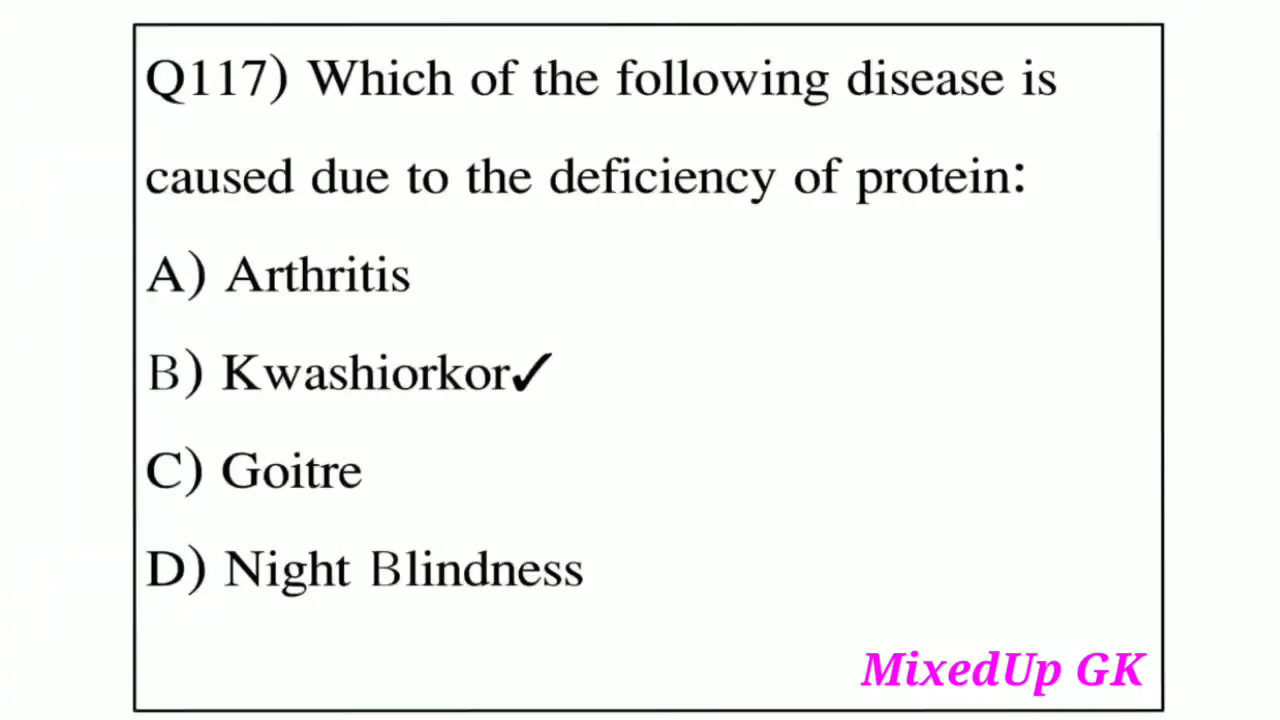 Q117) Which of the following disease is
caused due to the deficiency of protein:
A) Arthritis
B) Kwashiorkor✓
C) Goitre
D) Night Blindness
MixedUp GK